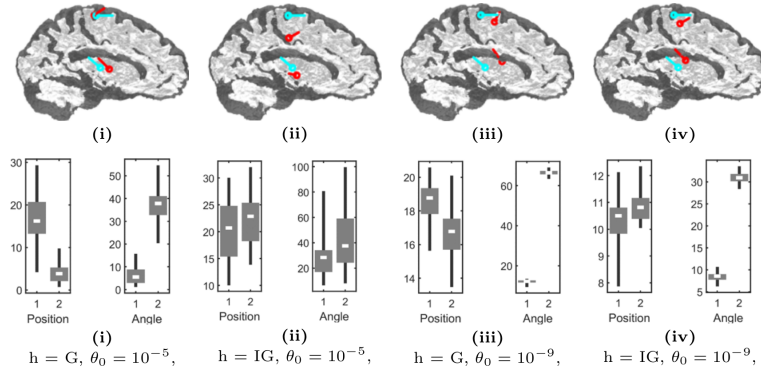 (i) (ii) (iii) (iv)
30 20 10 0 1 2 Position
50 40 30 20 10 0 1 2 Angle
30 25 20 15 10 1 2 Position
100 80 60 40 20 1 2 Angle
20 18 16 14 1 2 Position
60 40 20 1 2 Angle
12 11 10 9 8 1 2 Position
35 30 25 20 15 10 5 1 2 Angle
(i) (ii) (iii) (iv)
h = G, θ₀ = 10⁻⁵, h = IG, θ₀ = 10⁻⁵, h = G, θ₀ = 10⁻⁹, h = IG, θ₀ = 10⁻⁹,